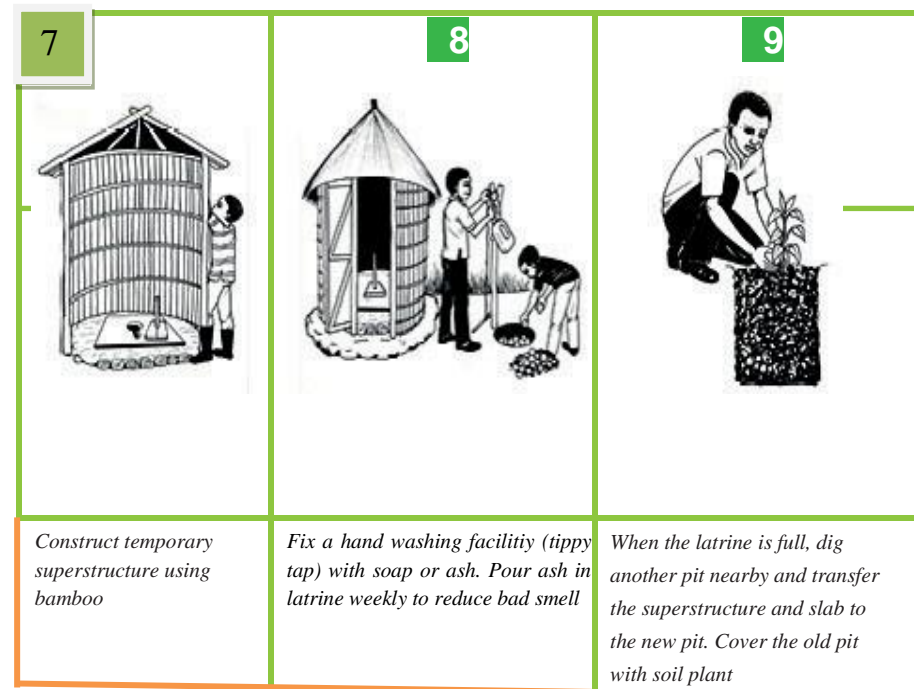 7
8
9
Construct temporary
superstructure using
bamboo
Fix a hand washing facilitiy (tippy
tap) with soap or ash. Pour ash in
latrine weekly to reduce bad smell
When the latrine is full, dig
another pit nearby and transfer
the superstructure and slab to
the new pit. Cover the old pit
with soil plant